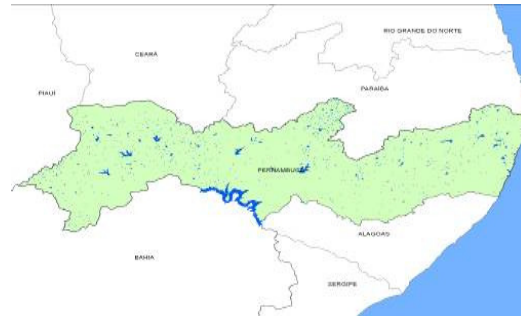 RIO GRANDE DO NORTE
CEARÁ
PIAUÍ
PARAÍBA
PERNAMBUCO
ALAGOAS
BAHIA
SERGIPE